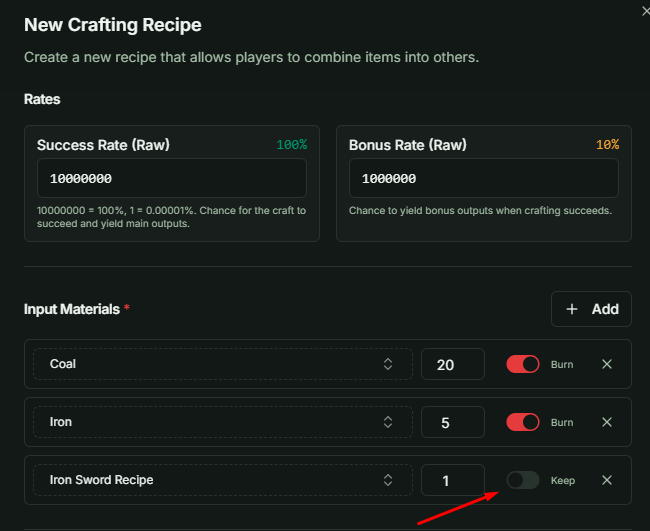 New Crafting Recipe
Create a new recipe that allows players to combine items into others.
Rates
Success Rate (Raw) 100%
10000000
10000000 = 100%, 1 = 0.00001%. Chance for the craft to
succeed and yield main outputs.
Bonus Rate (Raw) 10%
1000000
Chance to yield bonus outputs when crafting succeeds.
Input Materials * + Add
Coal 20 Burn
Iron 5 Burn
Iron Sword Recipe 1 Keep